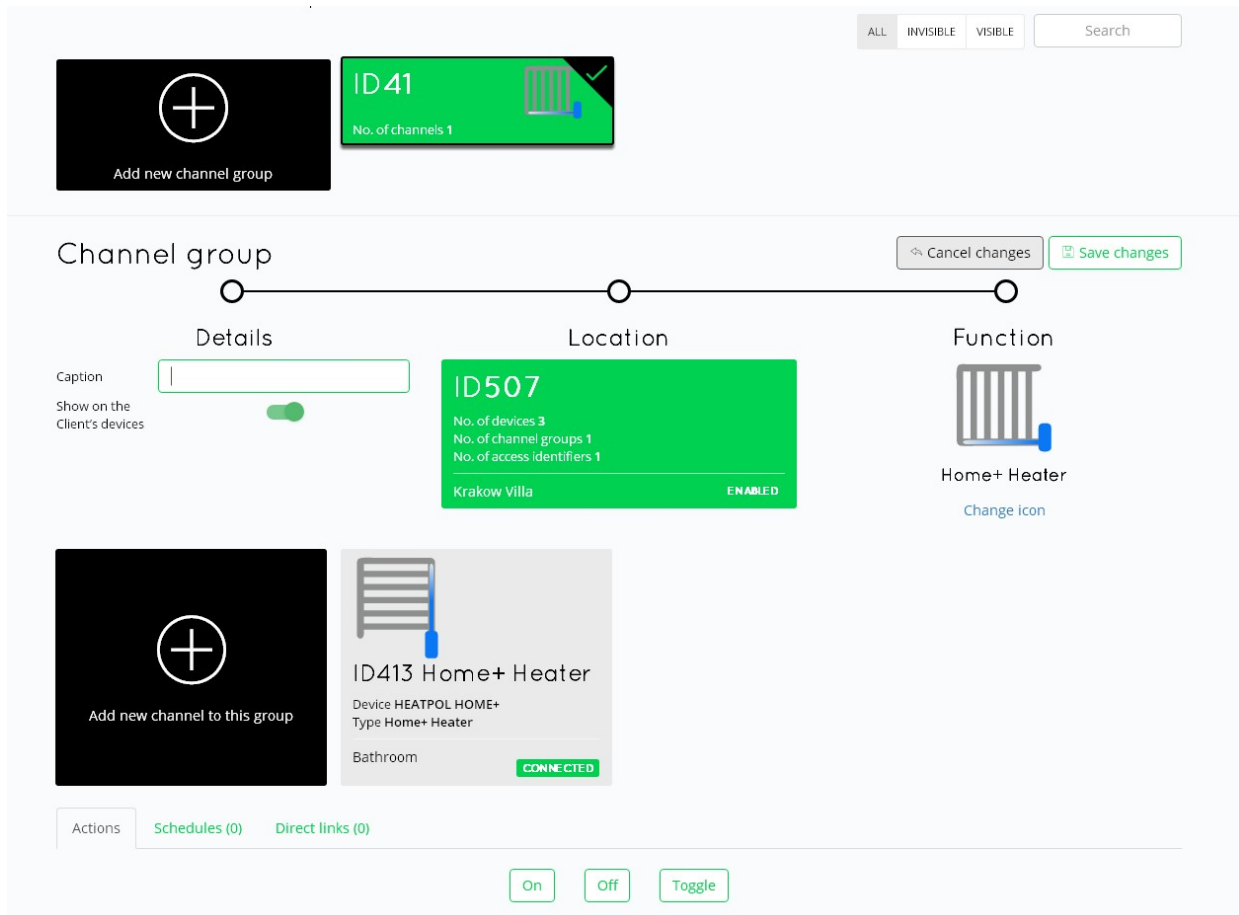 ALL INVISIBLE VISIBLE Search
Add new channel group
ID41
No. of channels 1
Channel group
Cancel changes Save changes
Details Location Function
Caption
Show on the
Client's devices
ID507
No. of devices 3
No. of channel groups 1
No. of access identifiers 1
Krakow Villa ENABLED
Home+ Heater
Change icon
Add new channel to this group
ID413 Home+ Heater
Device HEATPOL HOME+
Type Home+ Heater
Bathroom CONNECTED
Actions Schedules (0) Direct links (0)
On Off Toggle